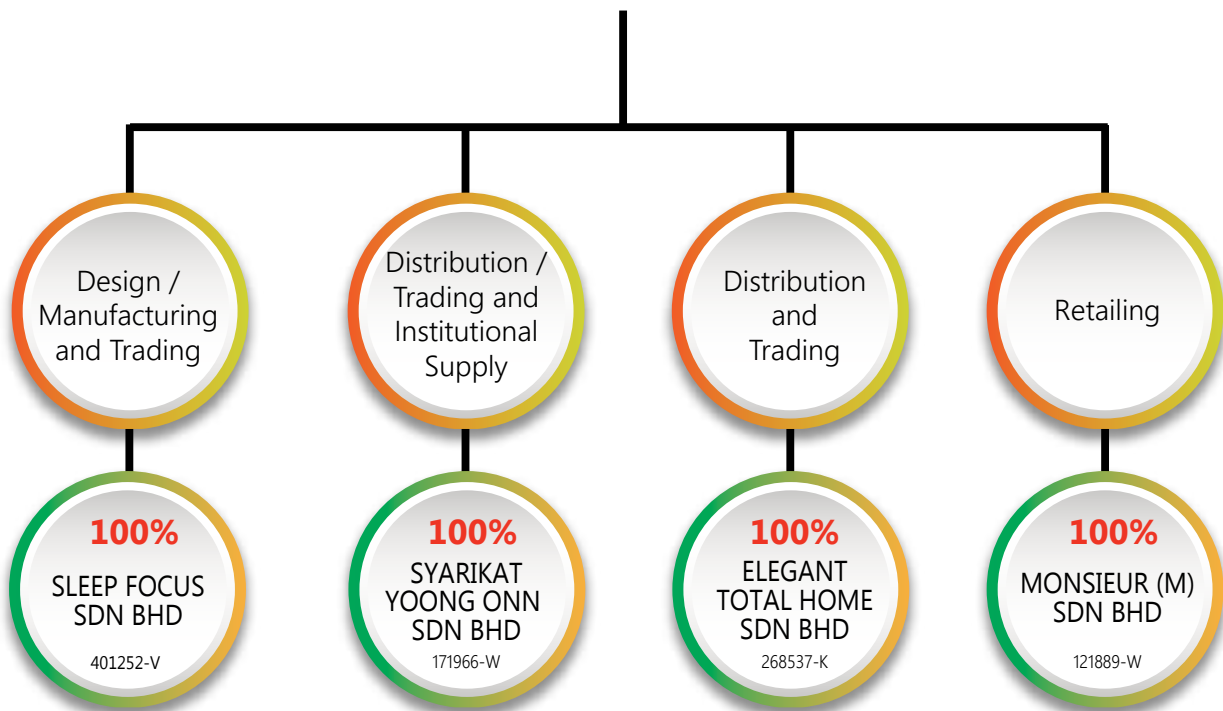 Design /
Manufacturing
and Trading
Distribution /
Trading and
Institutional
Supply
Distribution
and
Trading
Retailing
100%
SLEEP FOCUS
SDN BHD
401252-V
100%
SYARIKAT
YOONG ONN
SDN BHD
171966-W
100%
ELEGANT
TOTAL HOME
SDN BHD
268537-K
100%
MONSIEUR (M)
SDN BHD
121889-W